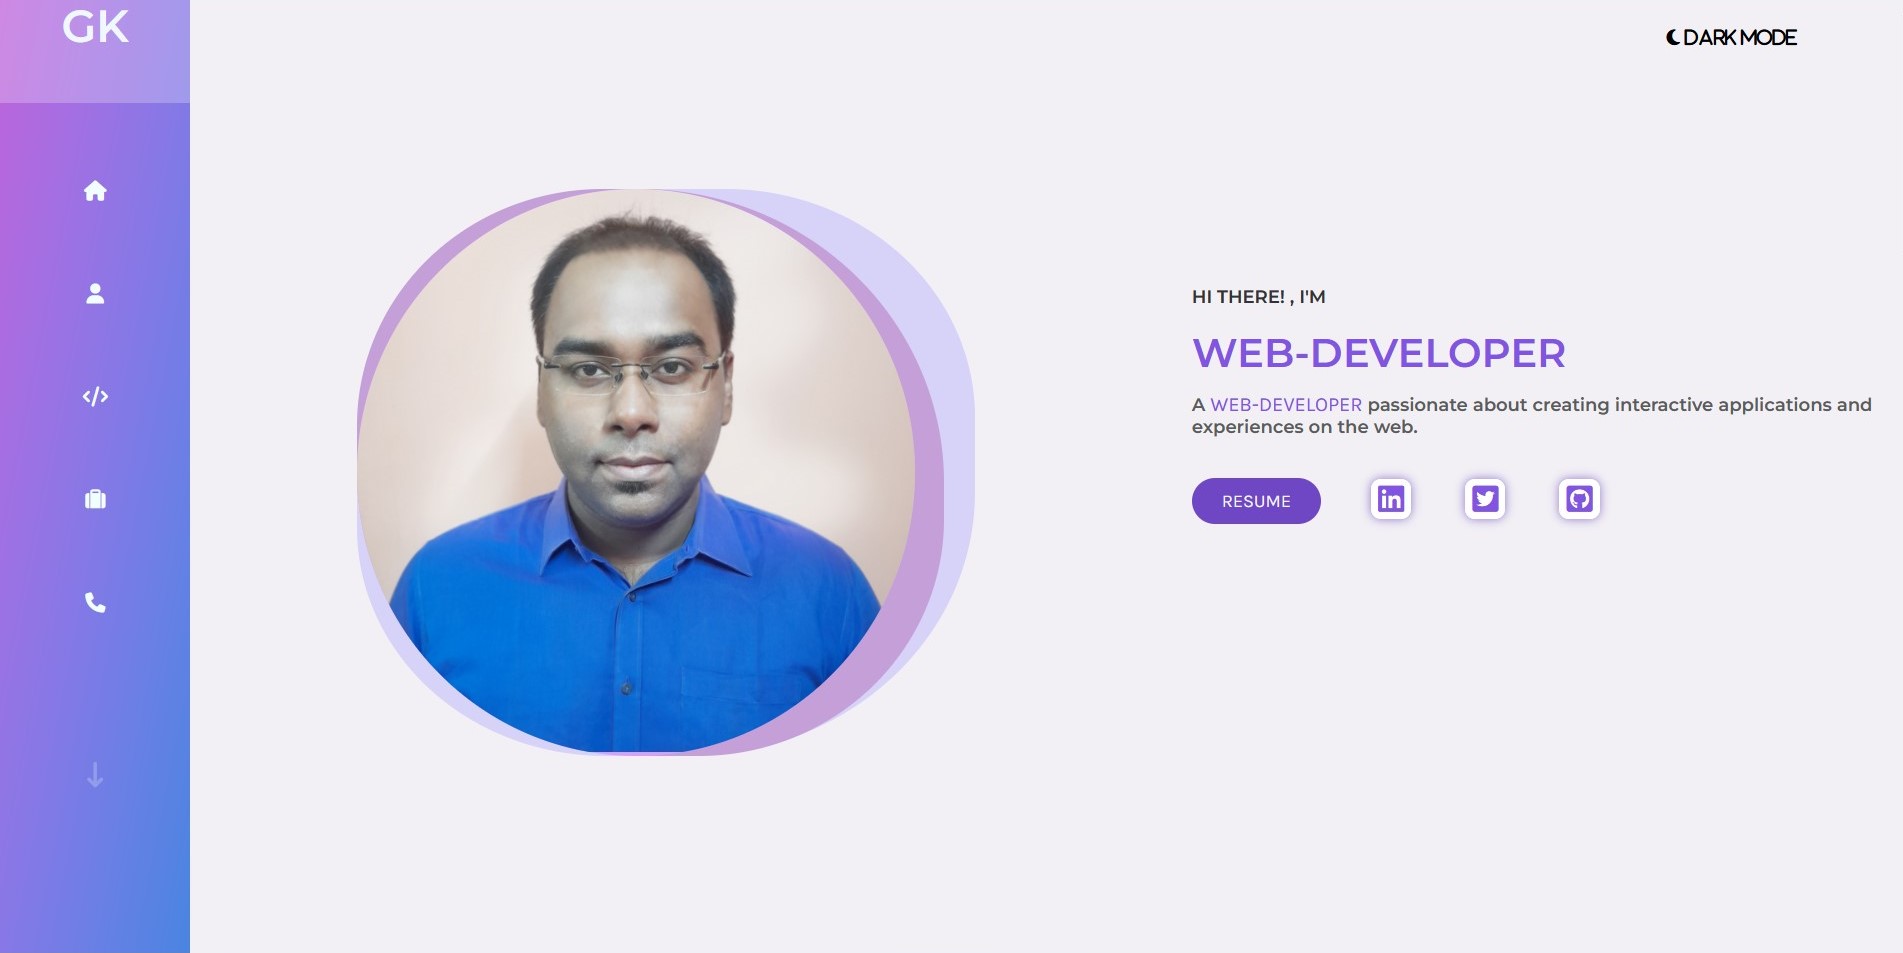 GK
DARK MODE
HI THERE! , I'M
WEB-DEVELOPER
A WEB-DEVELOPER passionate about creating interactive applications and
experiences on the web.
RESUME
in